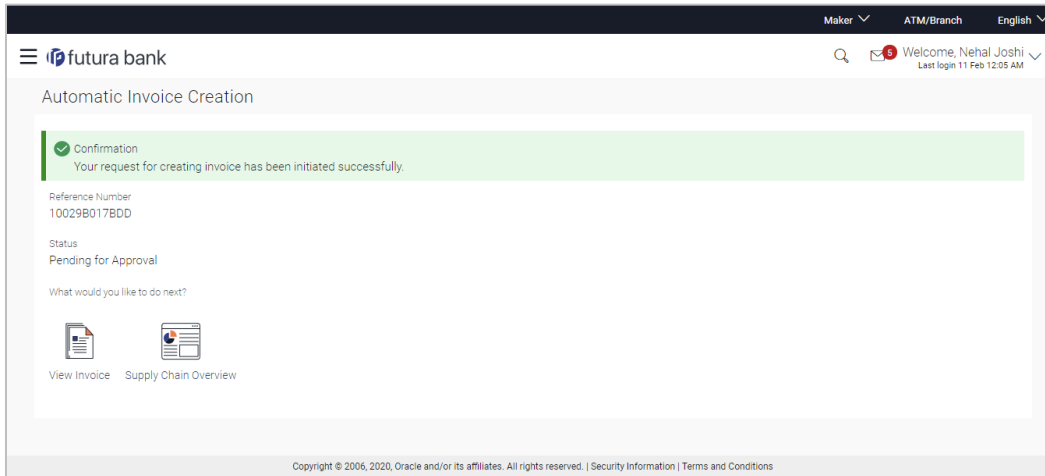 Maker ATM/Branch English
futura bank
5 Welcome, Nehal Joshi
Last login 11 Feb 12:05 AM
Automatic Invoice Creation
Confirmation
Your request for creating invoice has been initiated successfully.
Reference Number
10029B017BDD
Status
Pending for Approval
What would you like to do next?
View Invoice Supply Chain Overview
Copyright © 2006, 2020, Oracle and/or its affiliates. All rights reserved. | Security Information | Terms and Conditions